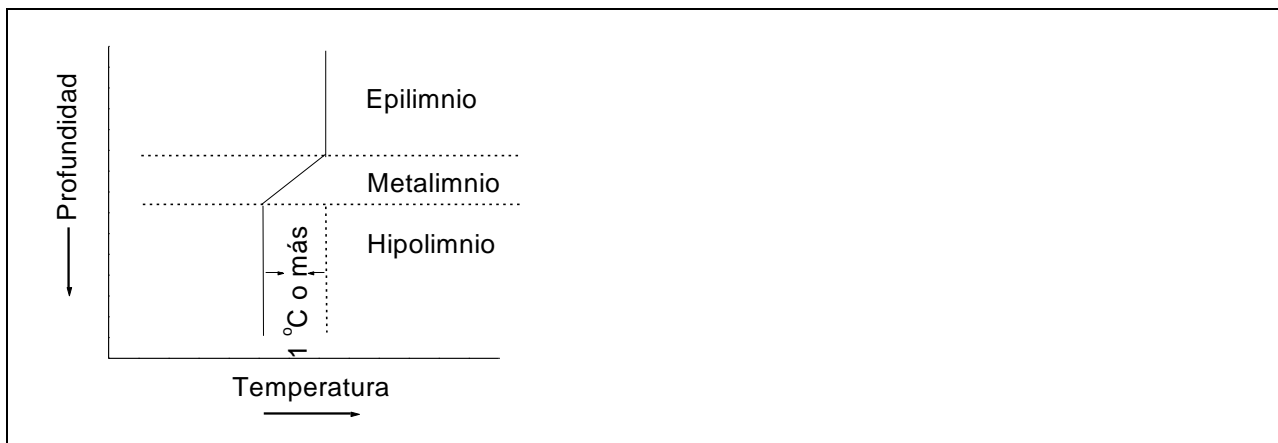 Profundidad
Epilimnio
Metalimnio
Hipolimnio
1 °C o más
Temperatura